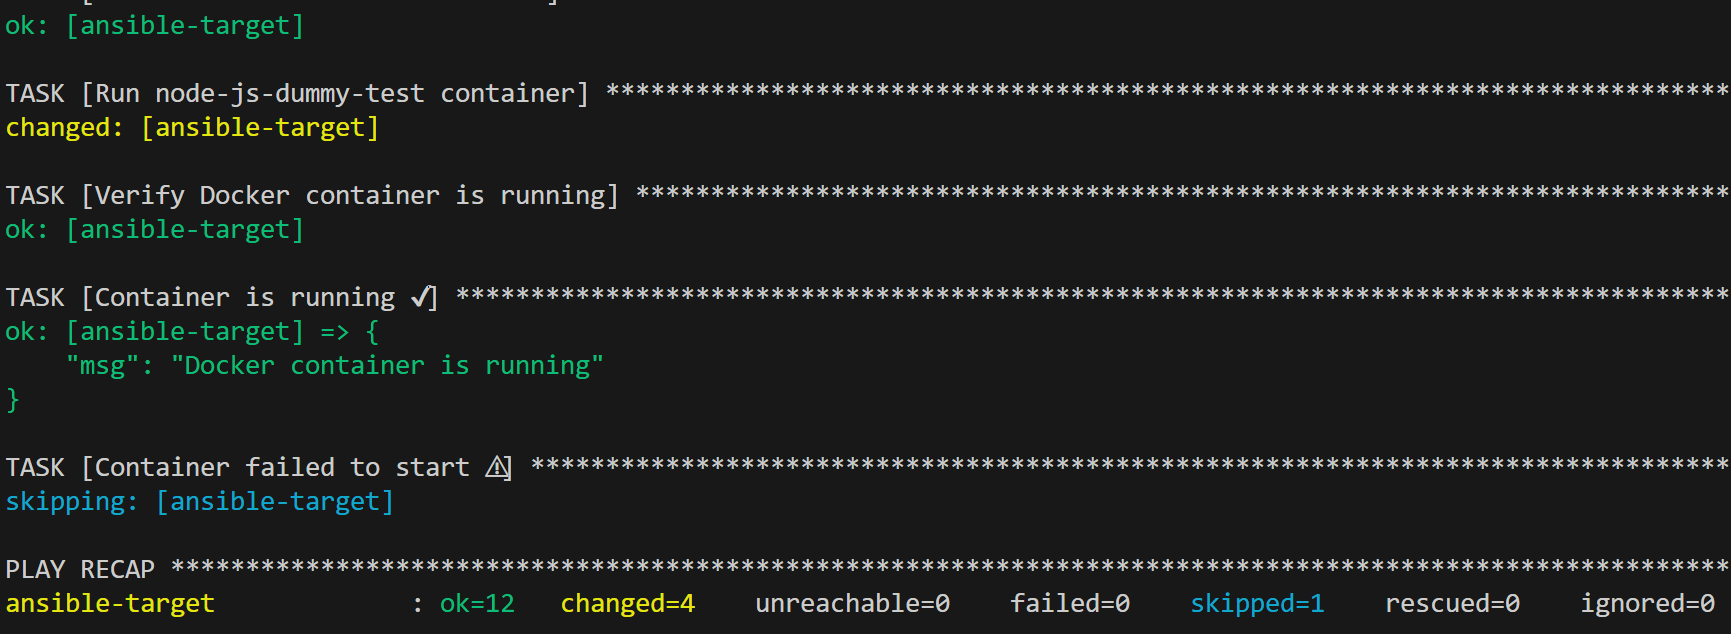 ok: [ansible-target]
TASK [Run node-js-dummy-test container] ***************************************************************************
changed: [ansible-target]
TASK [Verify Docker container is running] *************************************************************************
ok: [ansible-target]
TASK [Container is running ✓] *************************************************************************************
ok: [ansible-target] => {
    "msg": "Docker container is running"
}
TASK [Container failed to start ⚠] ********************************************************************************
skipping: [ansible-target]
PLAY RECAP ********************************************************************************************************
ansible-target             : ok=12   changed=4    unreachable=0    failed=0    skipped=1    rescued=0    ignored=0